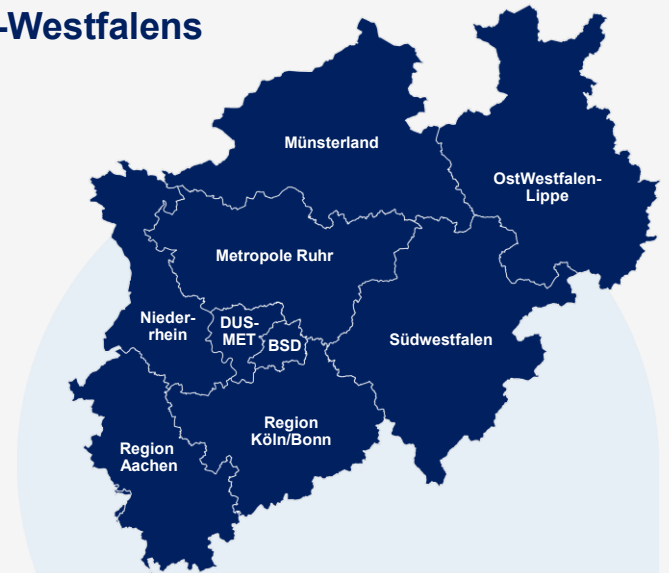 -Westfalens
Münsterland
OstWestfalen-
Lippe
Metropole Ruhr
Nieder-
rhein
DUS-
MET
BSD
Südwestfalen
Region
Köln/Bonn
Region
Aachen